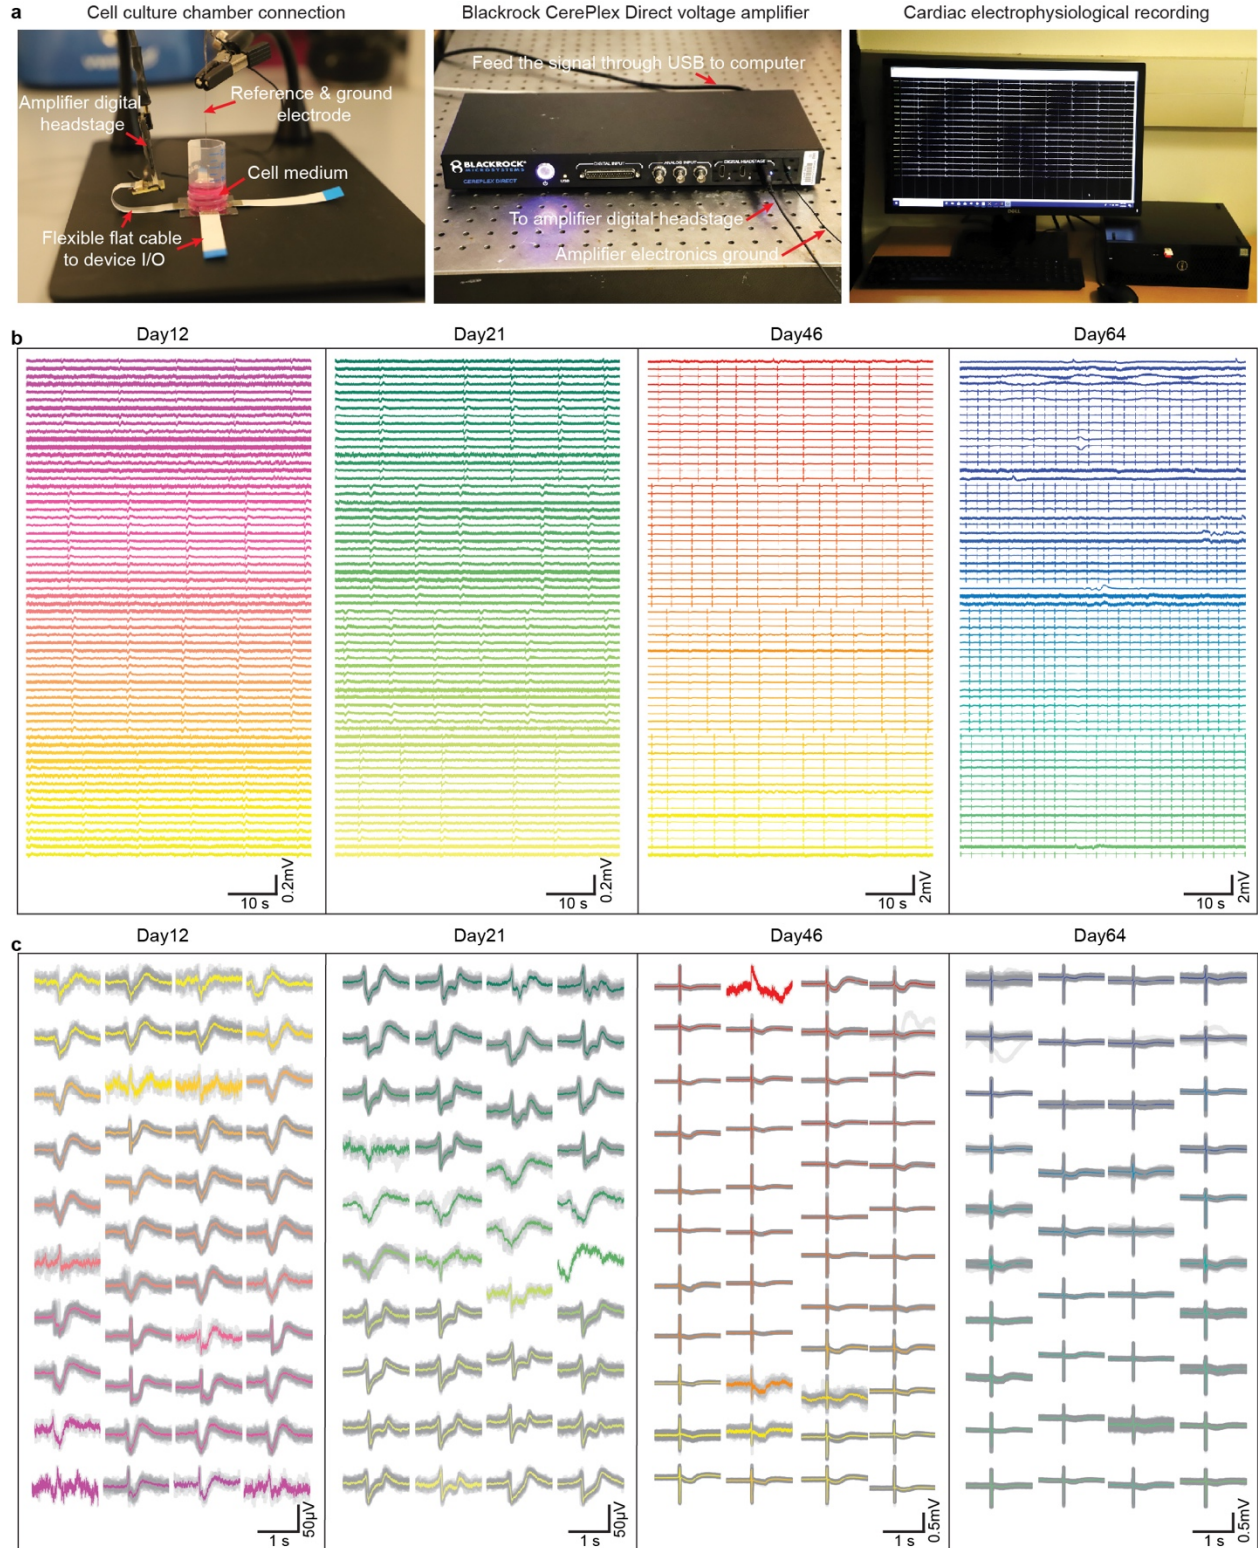 a
Cell culture chamber connection
Blackrock CerePlex Direct voltage amplifier
Cardiac electrophysiological recording
Amplifier digital
headstage
Reference & ground
electrode
Cell medium
Flexible flat cable
to device I/O
Feed the signal through USB to computer
BLACKROCK
MICROSYSTEMS
CEREPLEX DIRECT
USB
DIGITAL INPUT
ANALOG INPUT
DIGITAL HEADSTAGE
To amplifier digital headstage
Amplifier electronics ground
DELL
b
Day12
Day21
Day46
Day64
10 s
0.2mV
10 s
0.2mV
10 s
2mV
10 s
2mV
c
Day12
Day21
Day46
Day64
1 s
50µV
1 s
50µV
1 s
0.5mV
1 s
0.5mV